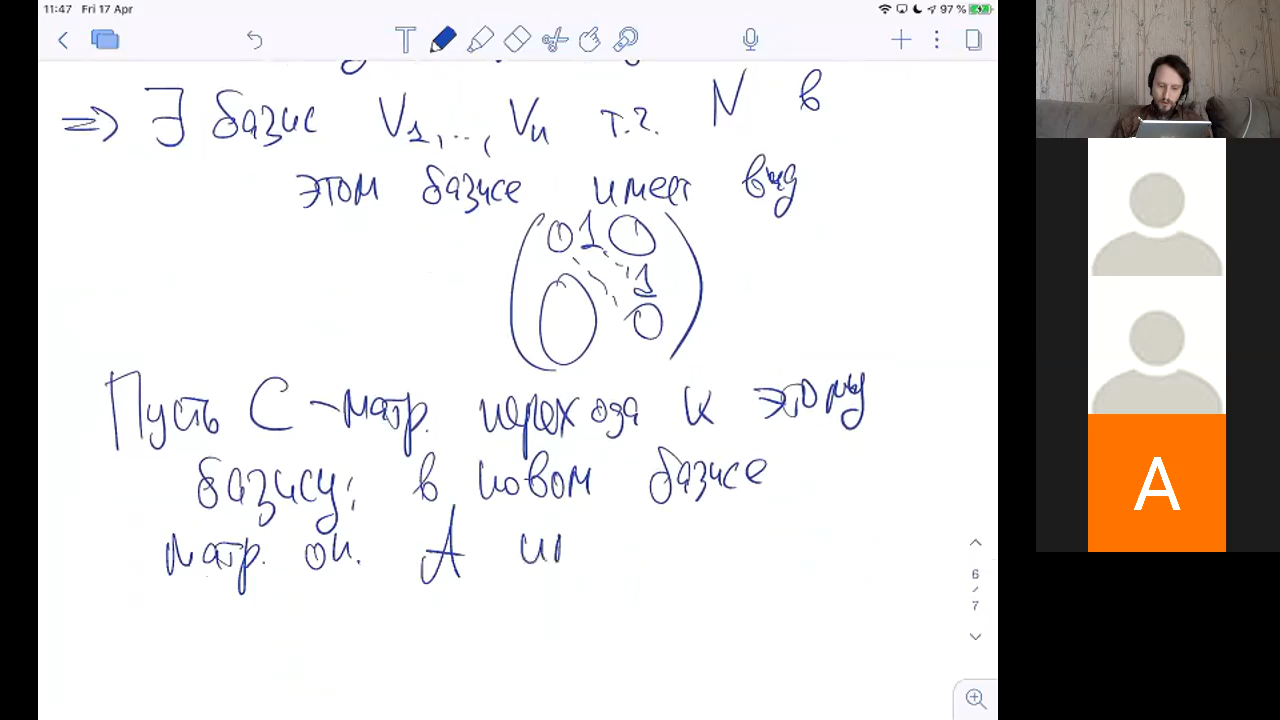 11:47 Fri 17 Apr
97 %
T
=> ∃ базис V₁,..., Vₙ т.г. N в
этом базисе имеет вид
0 1 0
1
0 0
Пусть C - матр. перехода к этому
базису; в новом базисе
матр. оп. A
6
7
A